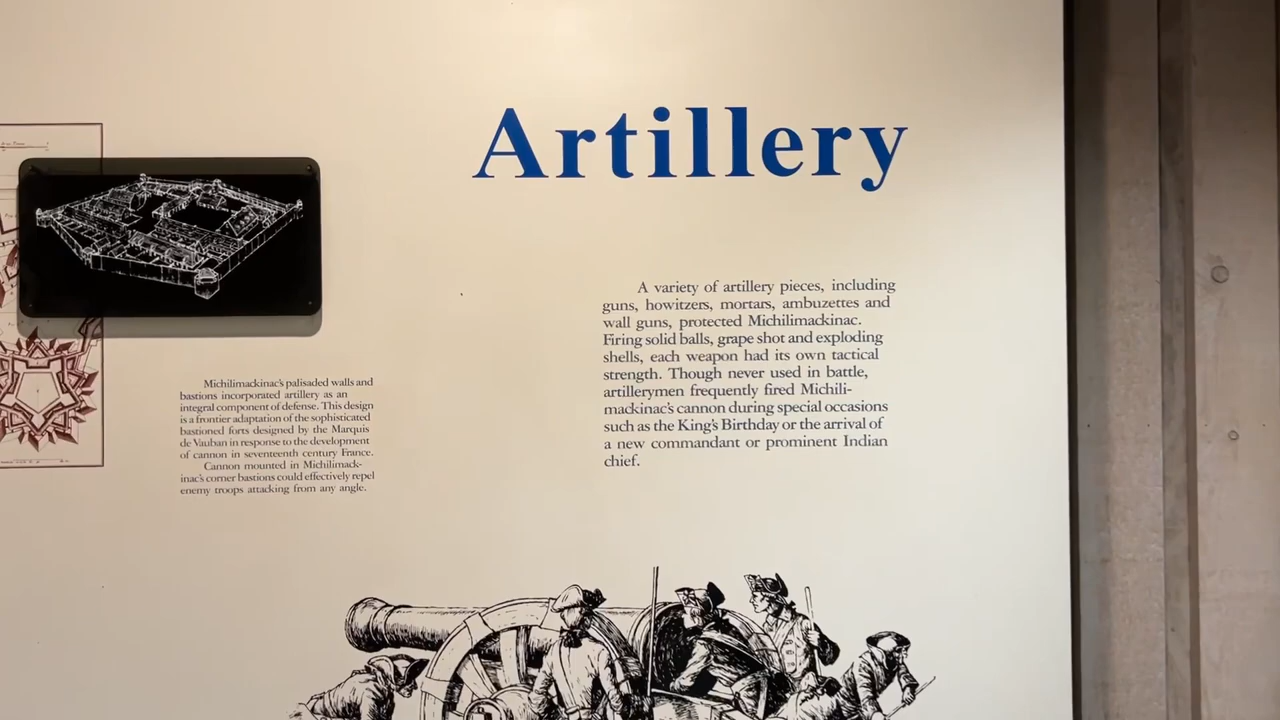 Artillery
A variety of artillery pieces, including
guns, howitzers, mortars, ambuzettes and
wall guns, protected Michilimackinac.
Firing solid balls, grape shot and exploding
shells, each weapon had its own tactical
strength. Though never used in battle,
artillerymen frequently fired Michili-
mackinac's cannon during special occasions
such as the King's Birthday or the arrival of
a new commandant or prominent Indian
chief.
Michilimackinac's palisaded walls and
bastions incorporated artillery as an
integral component of defense. This design
is a frontier adaptation of the sophisticated
bastioned forts designed by the Marquis
de Vauban in response to the development
of cannon in seventeenth century France.
Cannon mounted in Michilimack-
inac's corner bastions could effectively repel
enemy troops attacking from any angle.